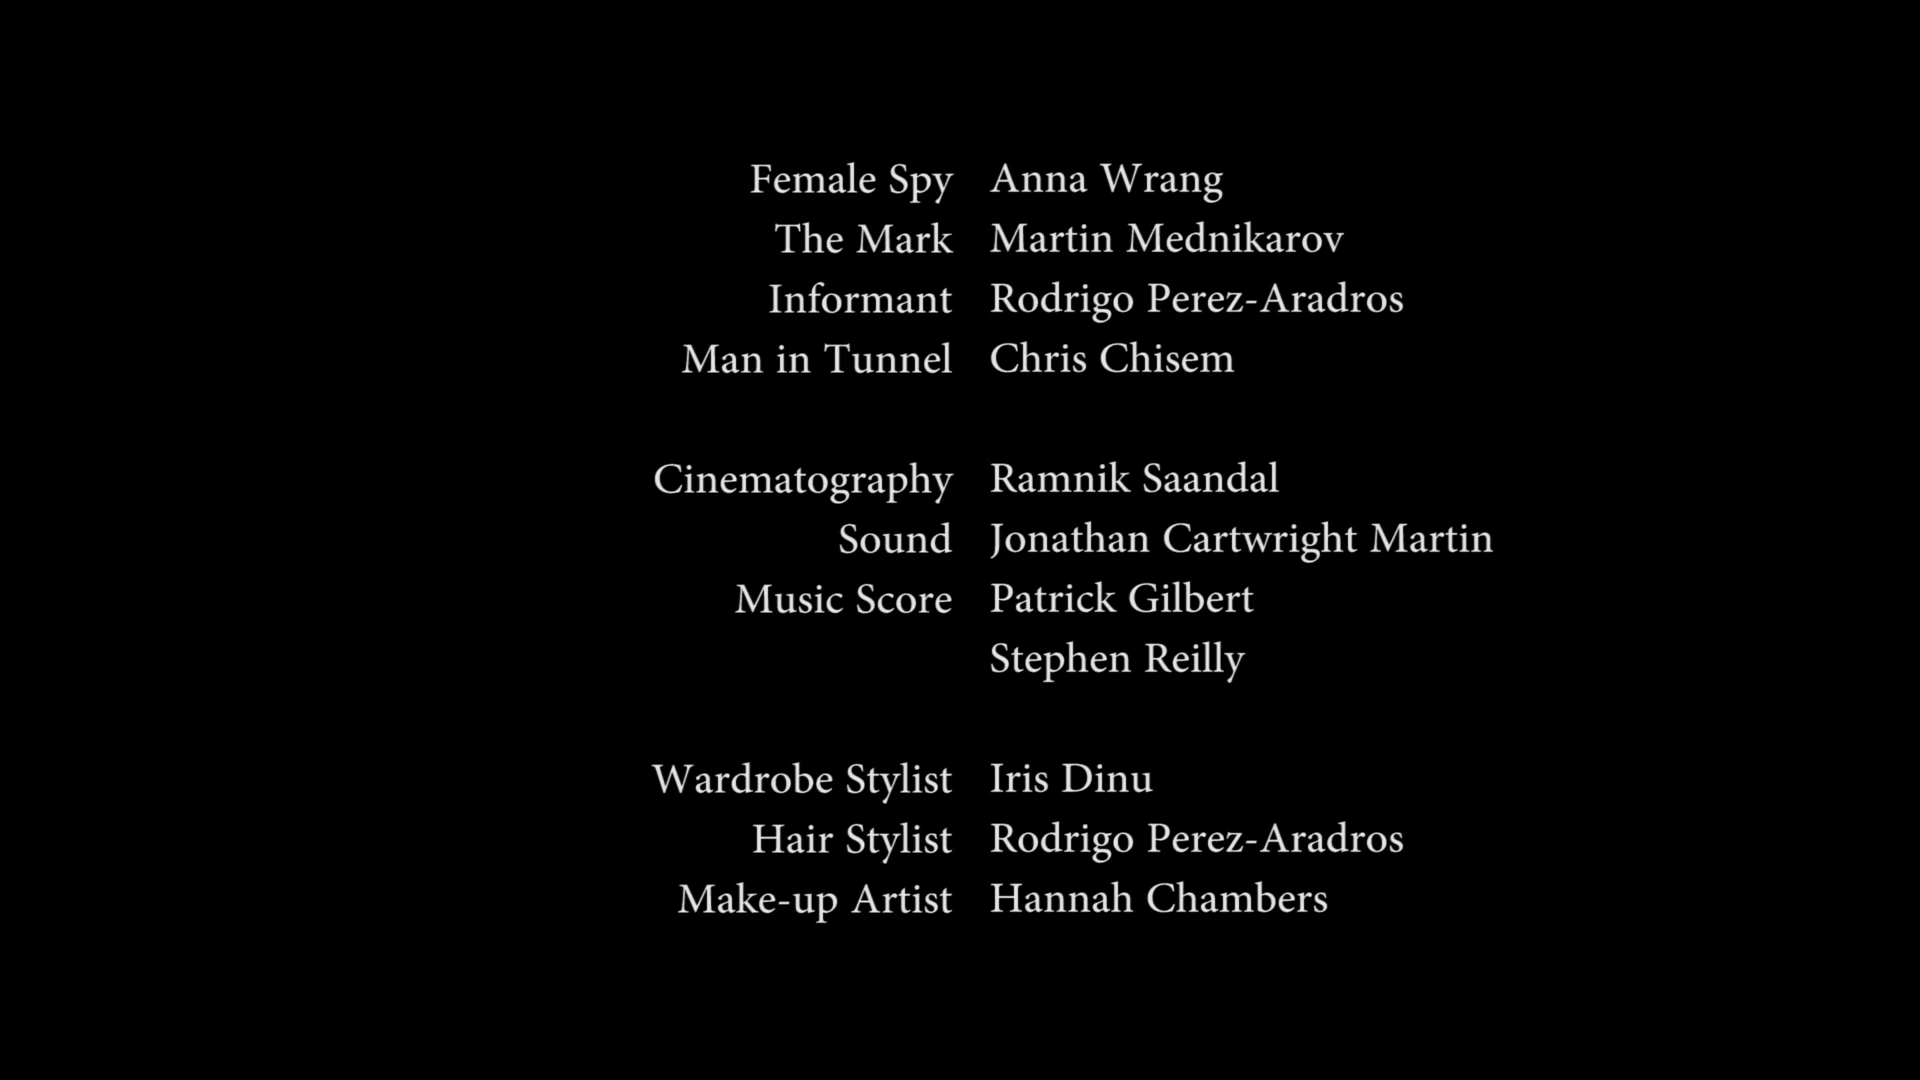 Female Spy Anna Wrang
The Mark Martin Mednikarov
Informant Rodrigo Perez-Aradros
Man in Tunnel Chris Chisem
Cinematography Ramnik Saandal
Sound Jonathan Cartwright Martin
Music Score Patrick Gilbert
Stephen Reilly
Wardrobe Stylist Iris Dinu
Hair Stylist Rodrigo Perez-Aradros
Make-up Artist Hannah Chambers